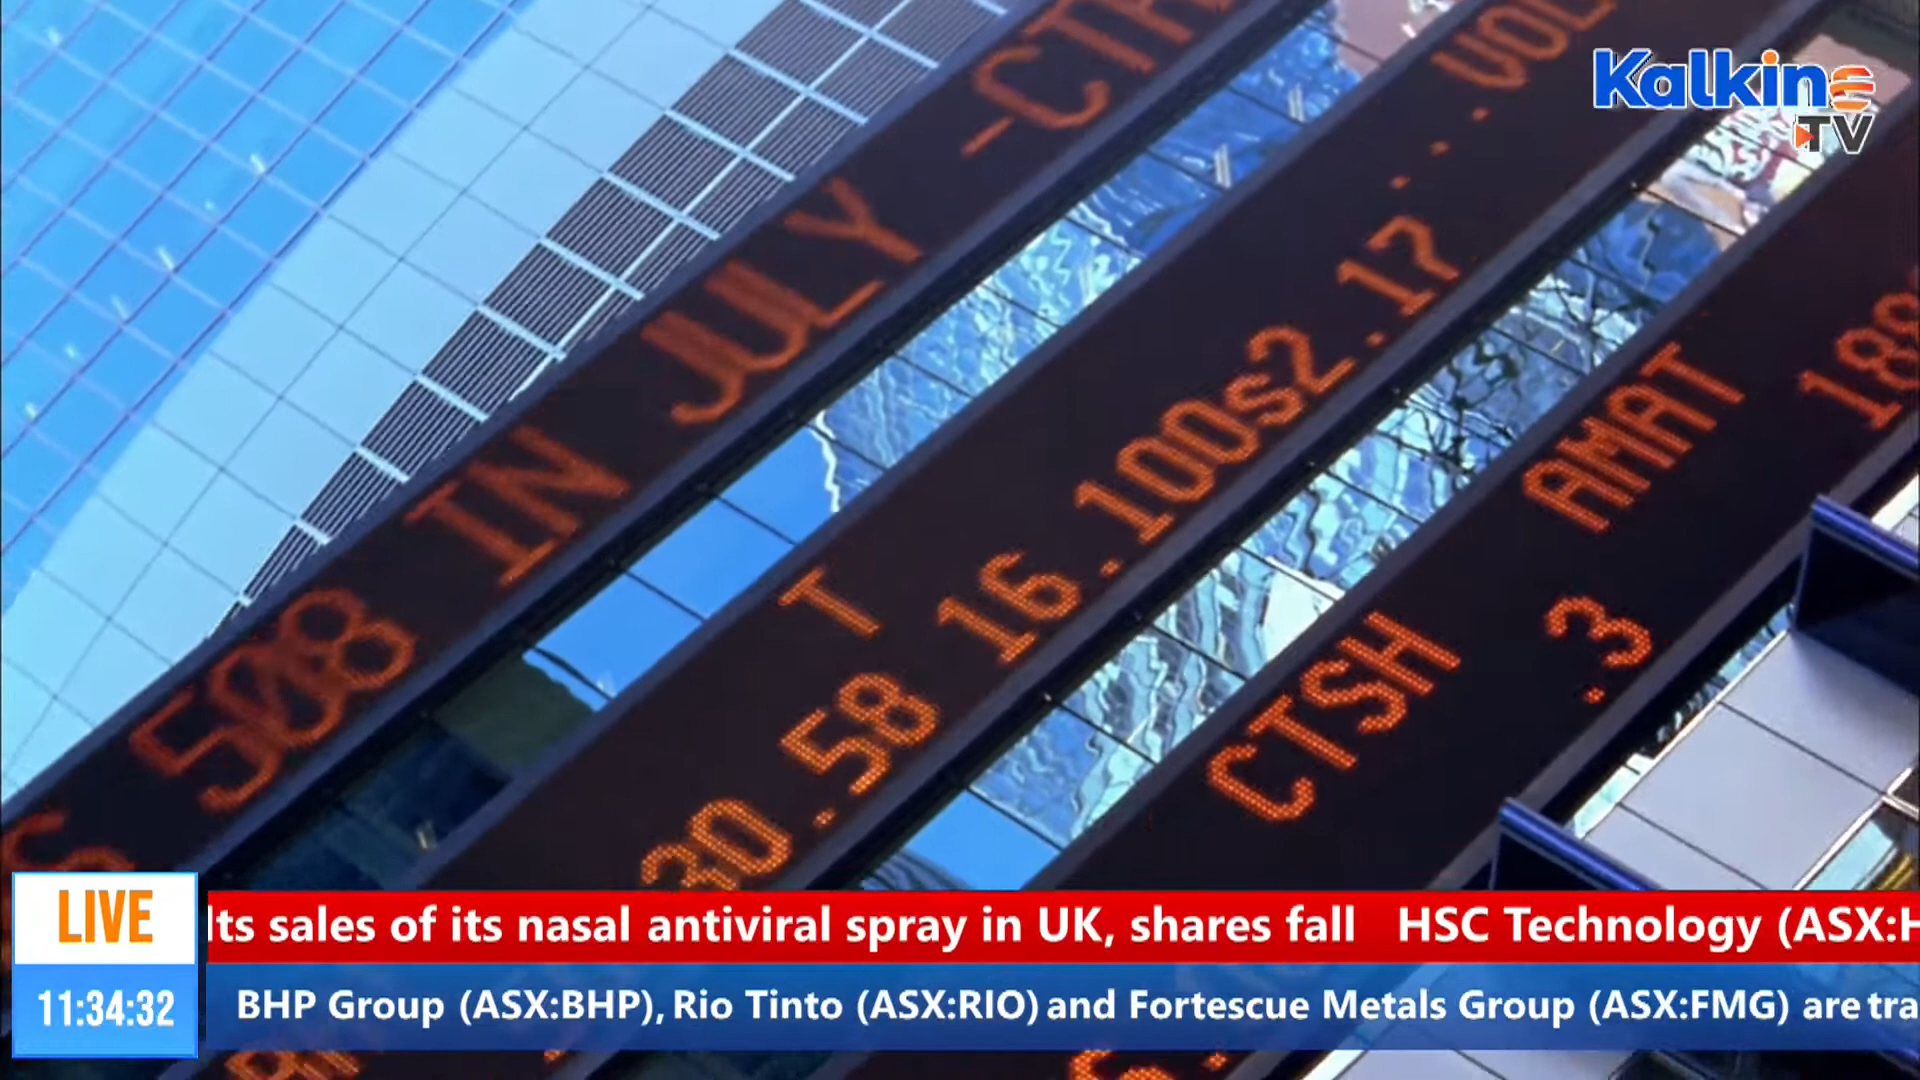 Kalkine
TV
508 IN JULY -CTR
T
30.58 16.100s2.17...VOL
CTSH AMAT
.3 189
LIVE
lts sales of its nasal antiviral spray in UK, shares fall HSC Technology (ASX:H
11:34:32
BHP Group (ASX:BHP), Rio Tinto (ASX:RIO) and Fortescue Metals Group (ASX:FMG) are tra